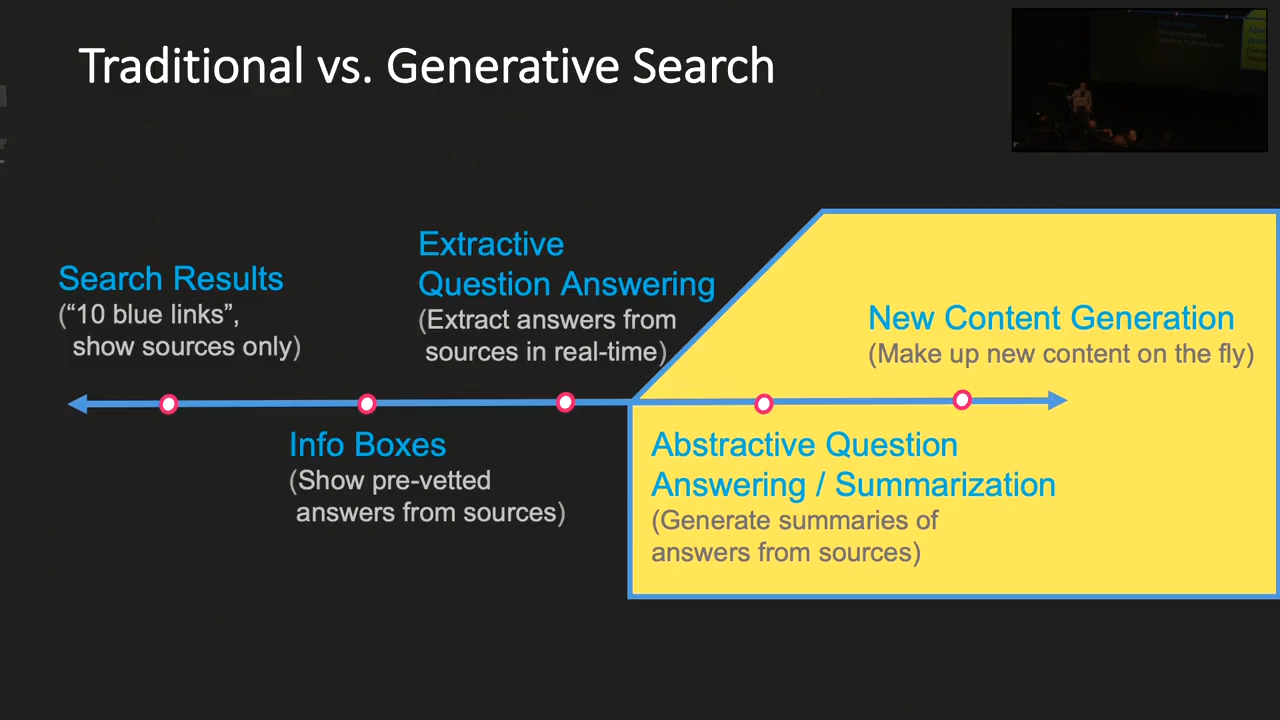 Traditional vs. Generative Search
Search Results
(“10 blue links”,
show sources only)
Extractive
Question Answering
(Extract answers from
sources in real-time)
New Content Generation
(Make up new content on the fly)
Info Boxes
(Show pre-vetted
answers from sources)
Abstractive Question
Answering / Summarization
(Generate summaries of
answers from sources)